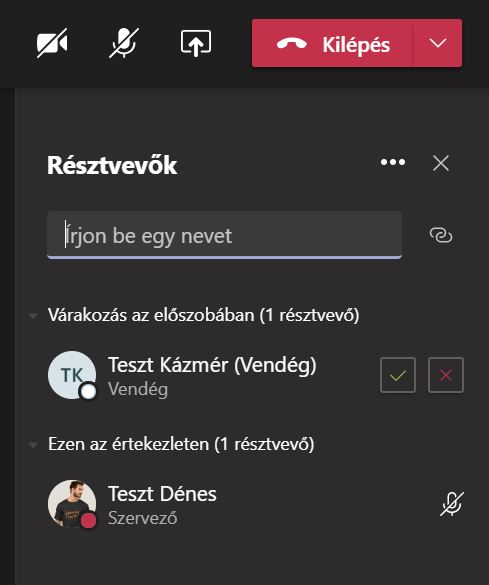 Kilépés
Résztvevők
Írjon be egy nevet
Várakozás az előszobában (1 résztvevő)
TK
Teszt Kázmér (Vendég)
Vendég
Ezen az értekezleten (1 résztvevő)
Teszt Dénes
Szervező